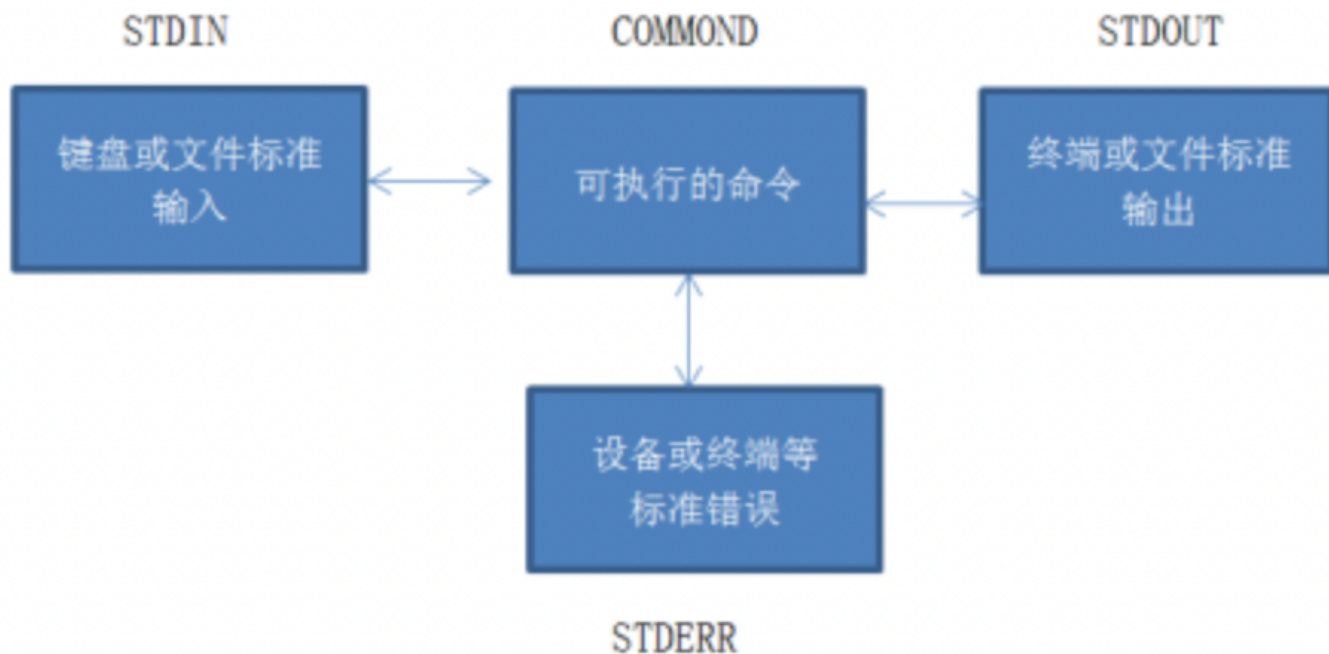 STDIN
COMMOND
STDOUT
键盘或文件标准
输入
可执行的命令
终端或文件标准
输出
设备或终端等
标准错误
STDERR